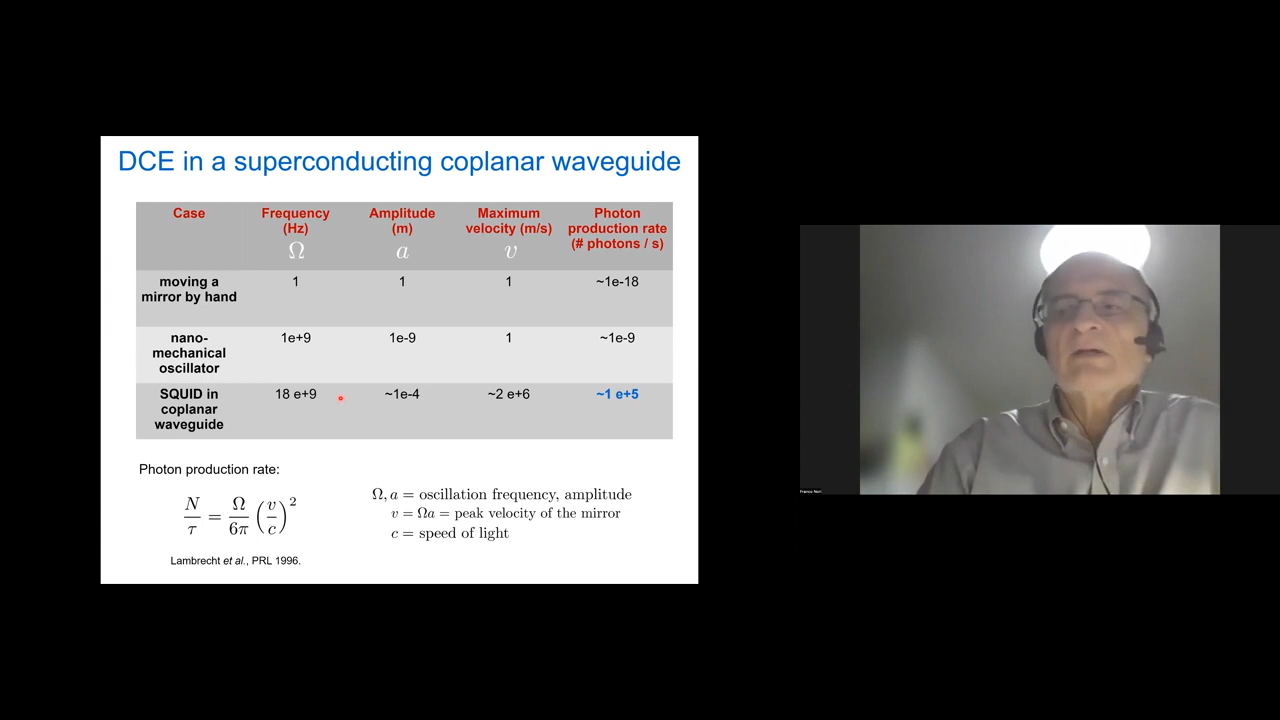 DCE in a superconducting coplanar waveguide
Case
Frequency
(Hz)
Ω
Amplitude
(m)
a
Maximum
velocity (m/s)
v
Photon
production rate
(# photons / s)
moving a
mirror by hand
1
1
1
~1e-18
nano-
mechanical
oscillator
1e+9
1e-9
1
~1e-9
SQUID in
coplanar
waveguide
18 e+9
~1e-4
~2 e+6
~1 e+5
Photon production rate:
N/τ = Ω/6π (v/c)²
Ω, a = oscillation frequency, amplitude
v = Ωa = peak velocity of the mirror
c = speed of light
Lambrecht et al., PRL 1996.
Franco Nori